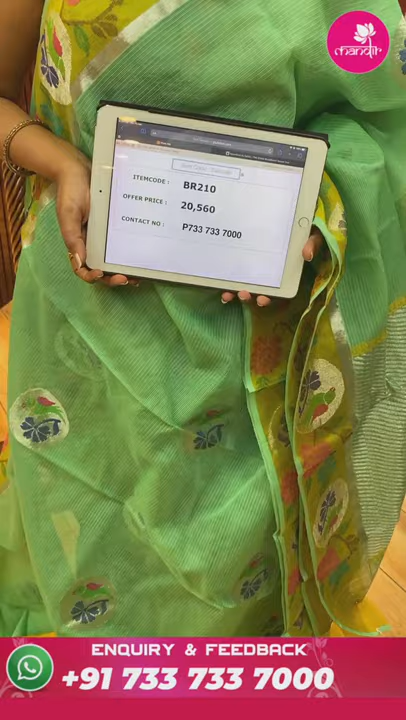 mandir
ITEMCODE : BR210
OFFER PRICE : 20,560
CONTACT NO : P733 733 7000
ENQUIRY & FEEDBACK
+91 733 733 7000